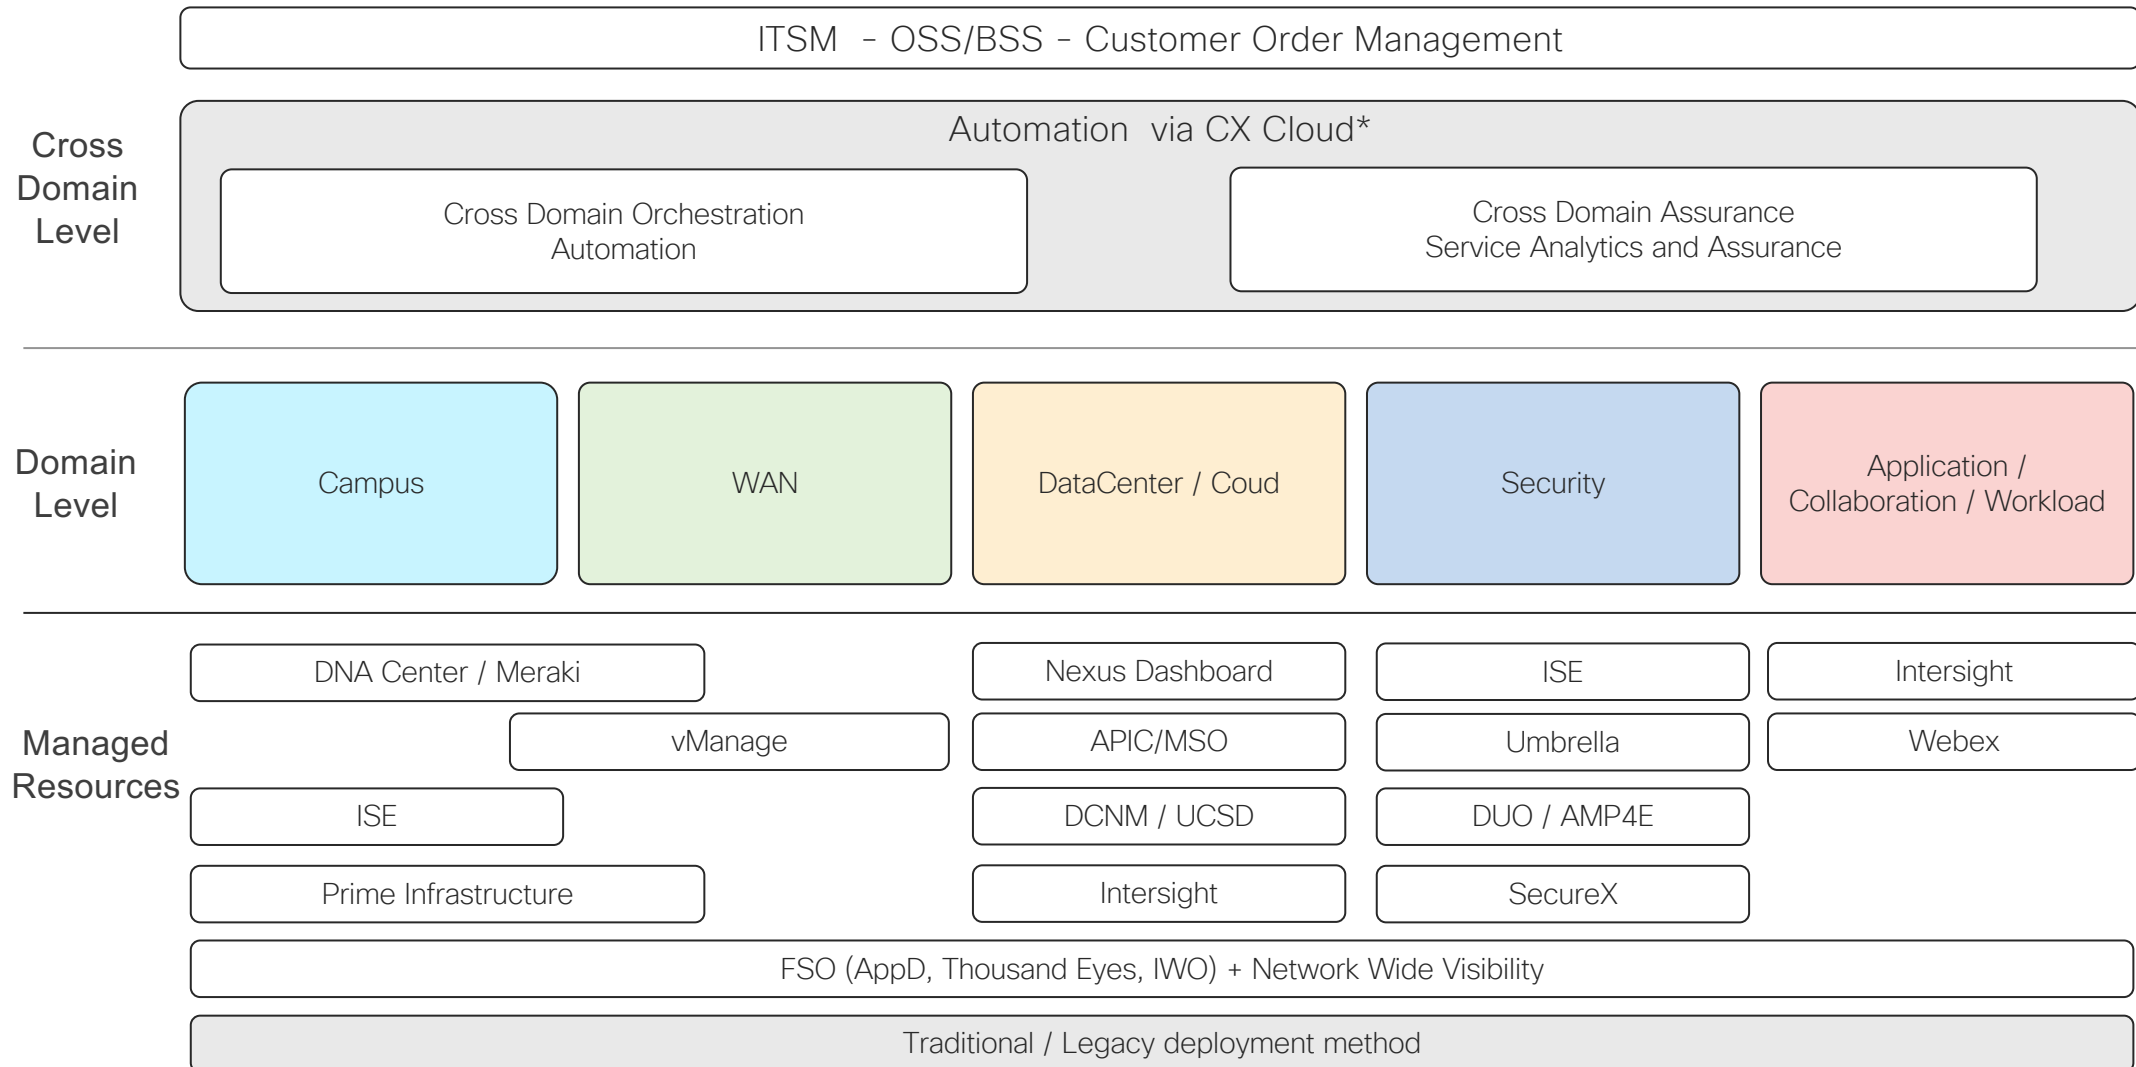 ITSM - OSS/BSS - Customer Order Management
Cross
Domain
Level
Automation via CX Cloud*
Cross Domain Orchestration
Automation
Cross Domain Assurance
Service Analytics and Assurance
Domain
Level
Campus
WAN
DataCenter / Coud
Security
Application /
Collaboration / Workload
Managed
Resources
DNA Center / Meraki
Nexus Dashboard
ISE
Intersight
vManage
APIC/MSO
Umbrella
Webex
ISE
DCNM / UCSD
DUO / AMP4E
Prime Infrastructure
Intersight
SecureX
FSO (AppD, Thousand Eyes, IWO) + Network Wide Visibility
Traditional / Legacy deployment method